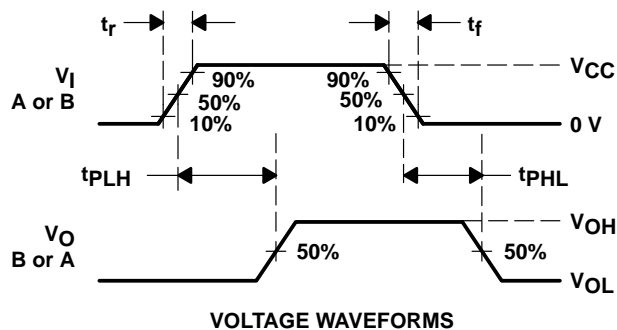 tr
tf
VI
A or B
90%
50%
10%
90%
50%
10%
VCC
0 V
tPLH
tPHL
VO
B or A
50%
50%
VOH
VOL
VOLTAGE WAVEFORMS